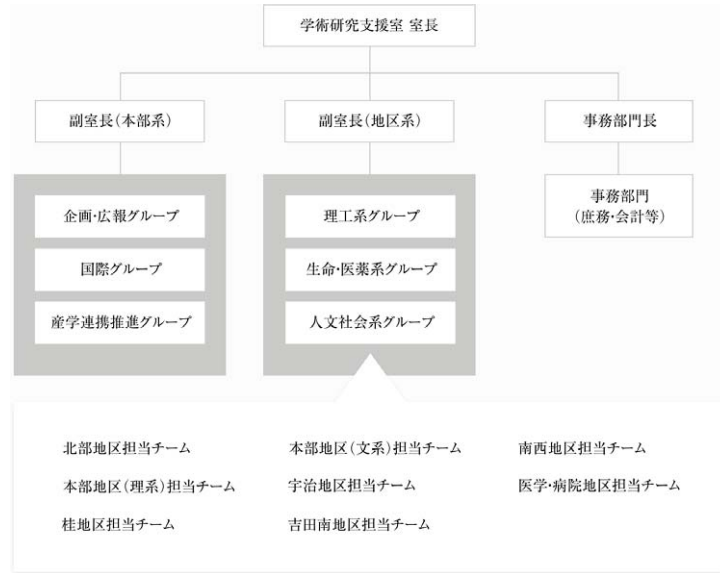 学術研究支援室 室長
副室長(本部系)
副室長(地区系)
事務部門長
企画・広報グループ
国際グループ
産学連携推進グループ
理工系グループ
生命・医薬系グループ
人文社会系グループ
事務部門
(庶務・会計等)
北部地区担当チーム
本部地区(文系)担当チーム
南西地区担当チーム
本部地区(理系)担当チーム
宇治地区担当チーム
医学・病院地区担当チーム
桂地区担当チーム
吉田南地区担当チーム